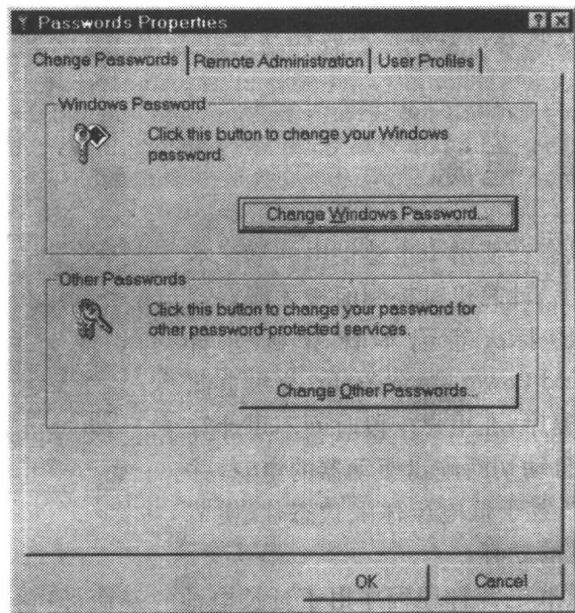 Passwords Properties
Change Passwords
Remote Administration
User Profiles
Windows Password
Click this button to change your Windows
password.
Change Windows Password...
Other Passwords
Click this button to change your password for
other password-protected services.
Change Other Passwords...
OK
Cancel